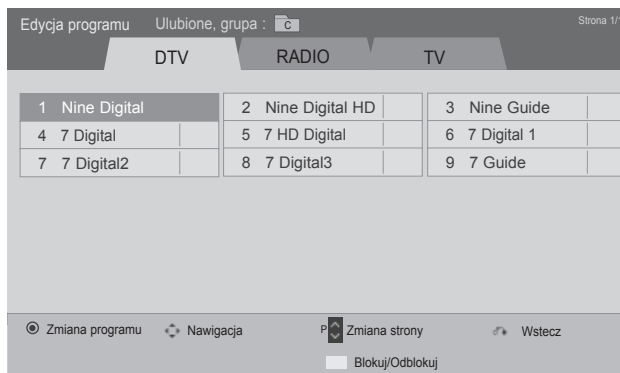 Edycja programu Ulubione, grupa : C Strona 1/1
DTV RADIO TV
1 Nine Digital 2 Nine Digital HD 3 Nine Guide
4 7 Digital 5 7 HD Digital 6 7 Digital 1
7 7 Digital2 8 7 Digital3 9 7 Guide
Zmiana programu Nawigacja P Zmiana strony Wstecz
Blokuj/Odblokuj